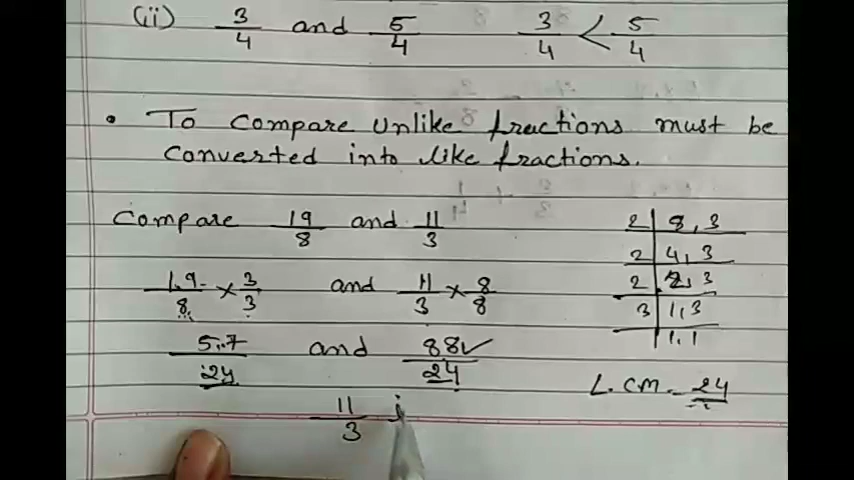 (ii) 3/4 and 5/4 3/4 < 5/4
• To compare unlike fractions must be
converted into like fractions.
Compare 19/8 and 11/3
19/8 × 3/3 and 11/3 × 8/8
57/24 and 88/24 ✓
11/3 i
2 | 8, 3
2 | 4, 3
2 | 2, 3
3 | 1, 3
1, 1
L.CM - 24